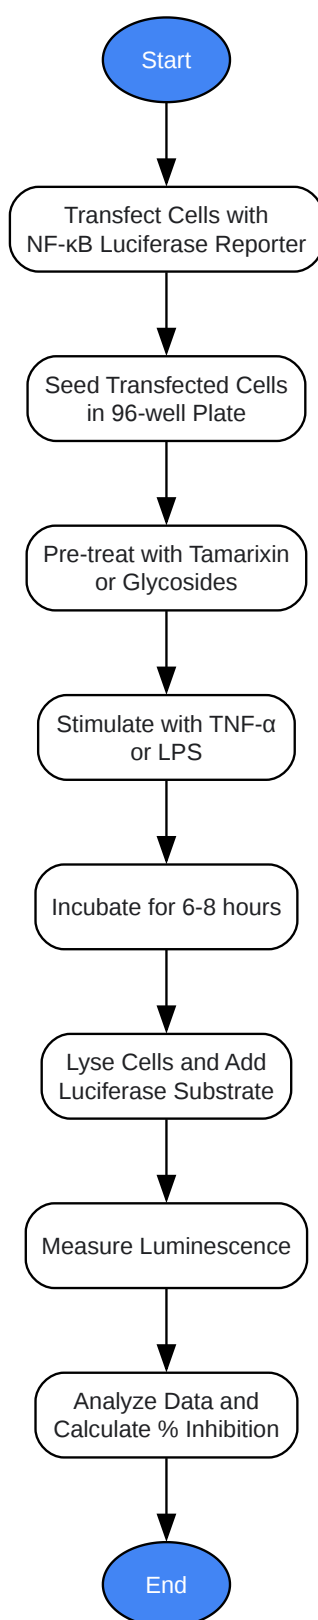 Start
Transfect Cells with
NF-κB Luciferase Reporter
Seed Transfected Cells
in 96-well Plate
Pre-treat with Tamarixin
or Glycosides
Stimulate with TNF-α
or LPS
Incubate for 6-8 hours
Lyse Cells and Add
Luciferase Substrate
Measure Luminescence
Analyze Data and
Calculate % Inhibition
End